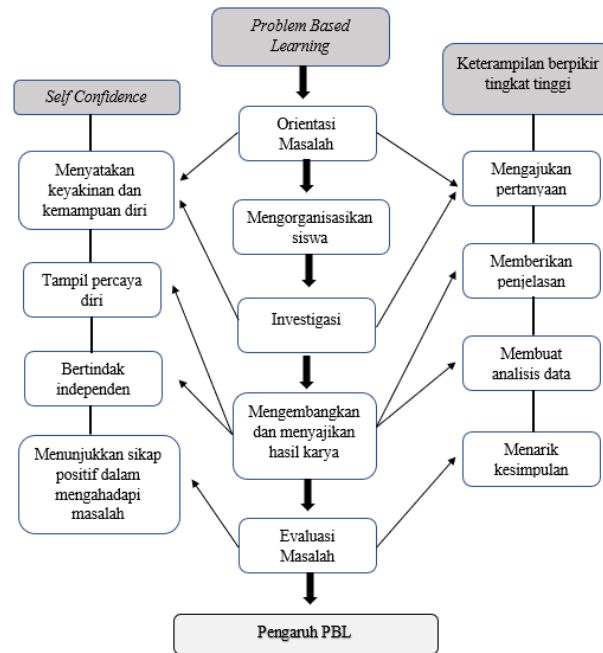 Problem Based
Learning
Self Confidence
Keterampilan berpikir
tingkat tinggi
Orientasi
Masalah
Menyatakan
keyakinan dan
kemampuan diri
Mengajukan
pertanyaan
Mengorganisasikan
siswa
Tampil percaya
diri
Memberikan
penjelasan
Investigasi
Bertindak
independen
Membuat
analisis data
Mengembangkan
dan menyajikan
hasil karya
Menunjukkan sikap
positif dalam
mengahadapi
masalah
Menarik
kesimpulan
Evaluasi
Masalah
Pengaruh PBL